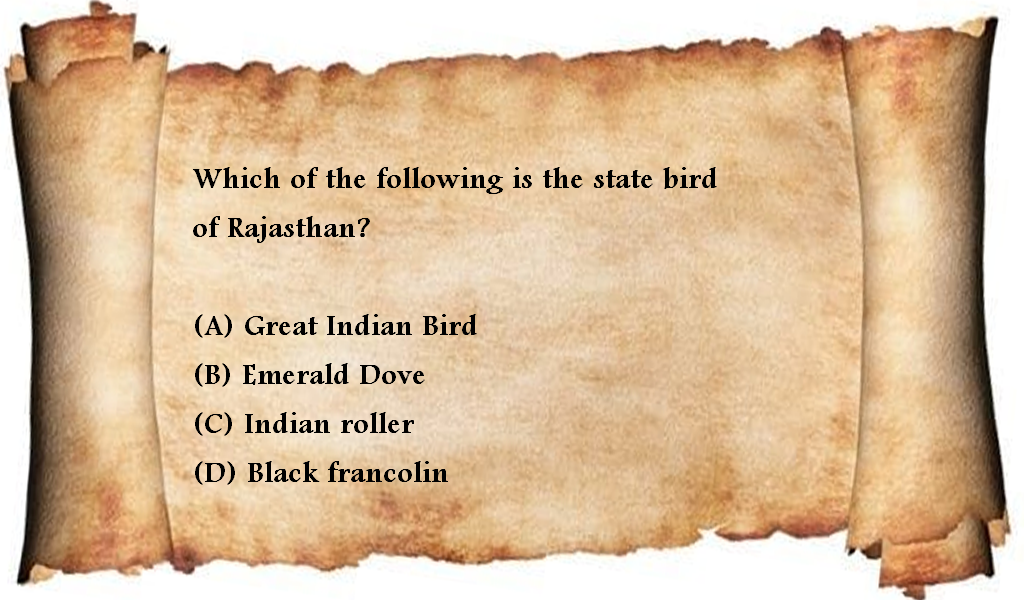 Which of the following is the state bird
of Rajasthan?
(A) Great Indian Bird
(B) Emerald Dove
(C) Indian roller
(D) Black francolin